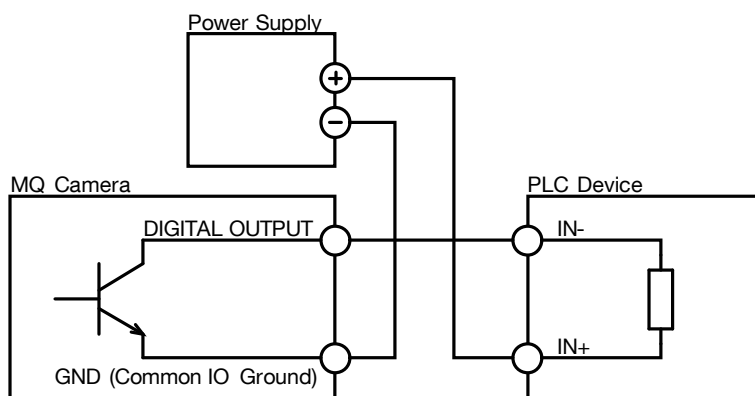 Power Supply
+
−
MQ Camera
PLC Device
DIGITAL OUTPUT
IN-
GND (Common IO Ground)
IN+